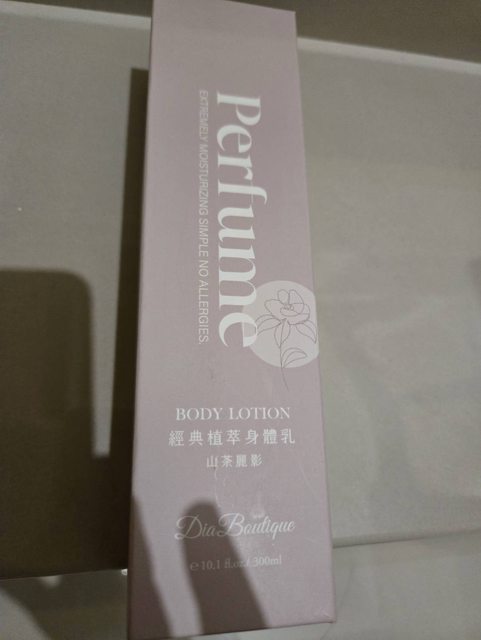 Perfume
EXTREMELY MOISTURIZING SIMPLE NO ALLERGIES.
BODY LOTION
經典植萃身體乳
山茶麗影
Dia Boutique
℮ 10.1 fl.oz/ 300ml